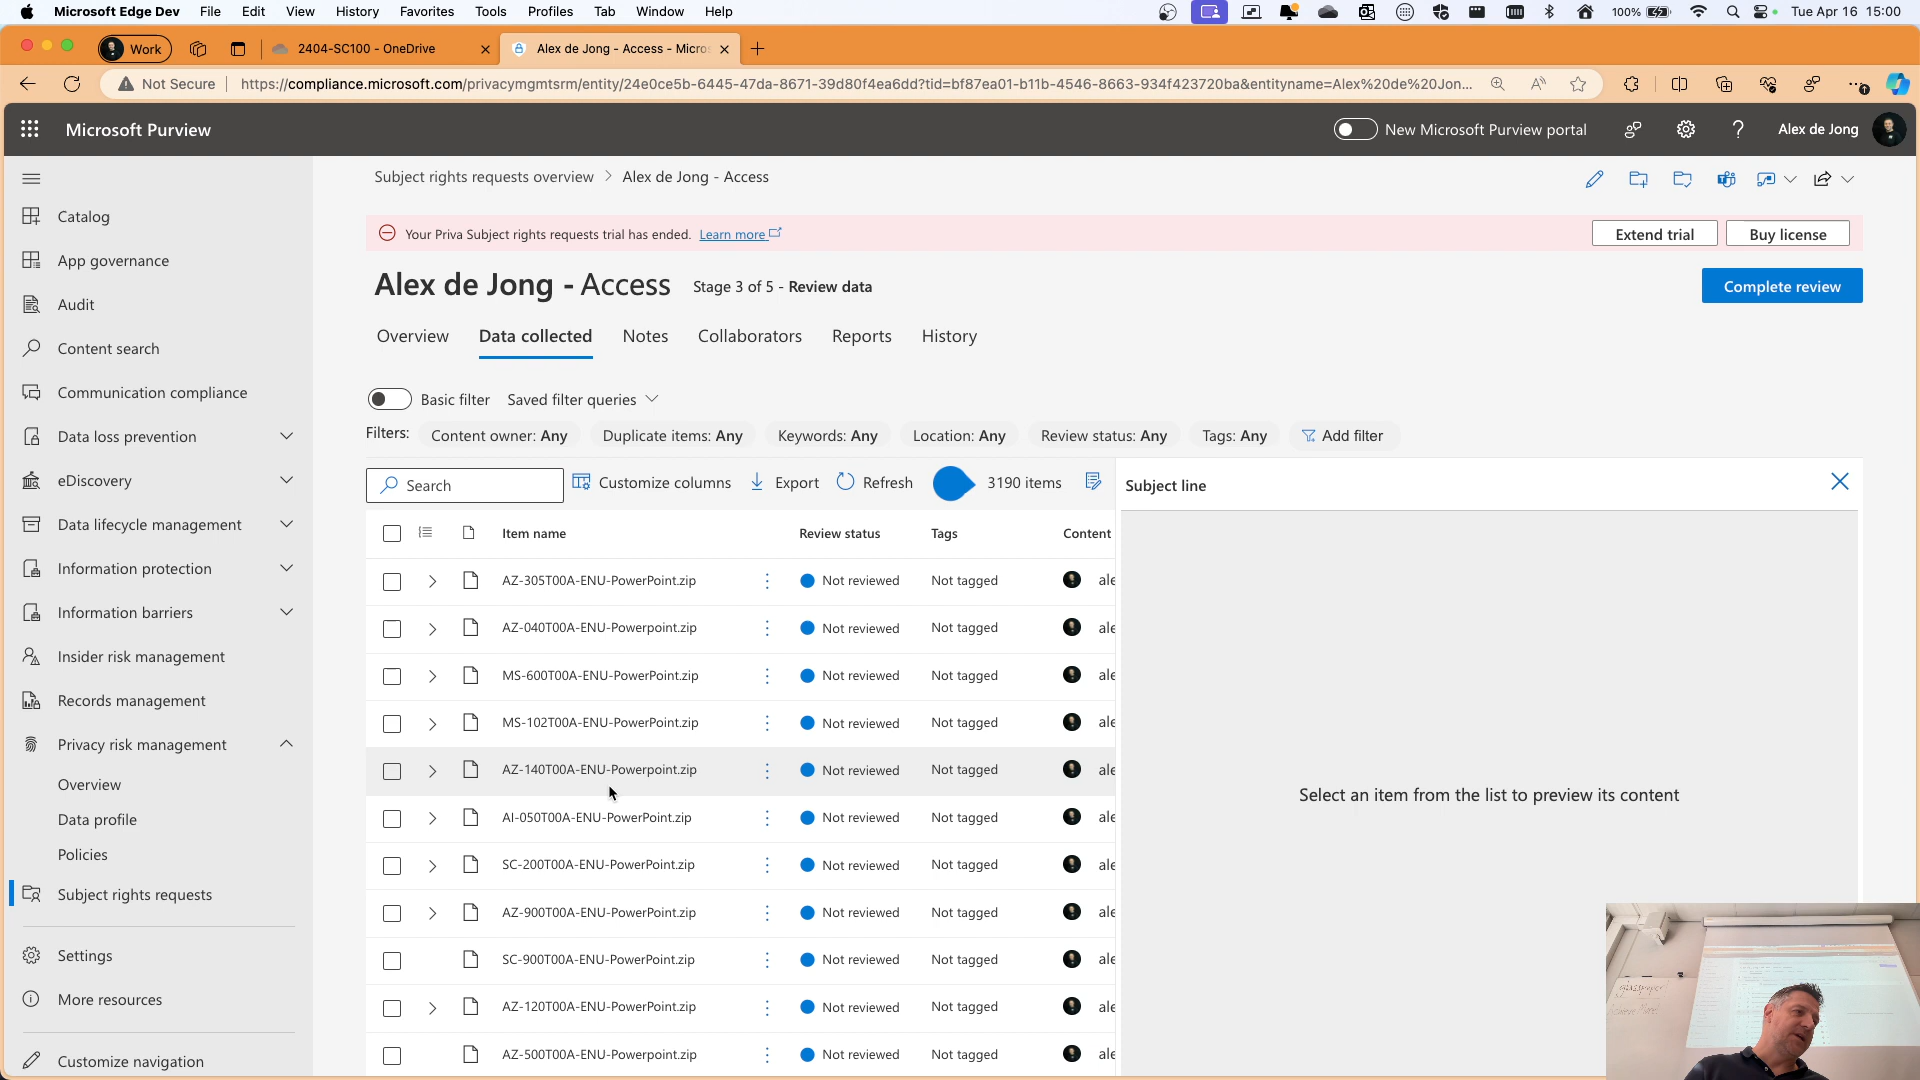 Microsoft Edge Dev File Edit View History Favorites Tools Profiles Tab Window Help 100% Tue Apr 16 15:00
Work 2404-SC100 - OneDrive Alex de Jong - Access - Micros
Not Secure https://compliance.microsoft.com/privacymgmtsrm/entity/24e0ce5b-6445-47da-8671-39d80f4ea6dd?tid=bf87ea01-b11b-4546-8663-934f423720ba&entityname=Alex%20de%20Jon...
Microsoft Purview New Microsoft Purview portal ? Alex de Jong
Subject rights requests overview > Alex de Jong - Access
Your Priva Subject rights requests trial has ended. Learn more Extend trial Buy license
Alex de Jong - Access Stage 3 of 5 - Review data Complete review
Overview Data collected Notes Collaborators Reports History
Basic filter Saved filter queries
Filters: Content owner: Any Duplicate items: Any Keywords: Any Location: Any Review status: Any Tags: Any Add filter
Search Customize columns Export Refresh 3190 items
Item name Review status Tags Content
AZ-305T00A-ENU-PowerPoint.zip Not reviewed Not tagged ale
AZ-040T00A-ENU-Powerpoint.zip Not reviewed Not tagged ale
MS-600T00A-ENU-PowerPoint.zip Not reviewed Not tagged ale
MS-102T00A-ENU-PowerPoint.zip Not reviewed Not tagged ale
AZ-140T00A-ENU-Powerpoint.zip Not reviewed Not tagged ale
AI-050T00A-ENU-PowerPoint.zip Not reviewed Not tagged ale
SC-200T00A-ENU-PowerPoint.zip Not reviewed Not tagged ale
AZ-900T00A-ENU-PowerPoint.zip Not reviewed Not tagged ale
SC-900T00A-ENU-PowerPoint.zip Not reviewed Not tagged ale
AZ-120T00A-ENU-PowerPoint.zip Not reviewed Not tagged ale
AZ-500T00A-ENU-Powerpoint.zip Not reviewed Not tagged ale
Subject line
Select an item from the list to preview its content
Catalog
App governance
Audit
Content search
Communication compliance
Data loss prevention
eDiscovery
Data lifecycle management
Information protection
Information barriers
Insider risk management
Records management
Privacy risk management
Overview
Data profile
Policies
Subject rights requests
Settings
More resources
Customize navigation